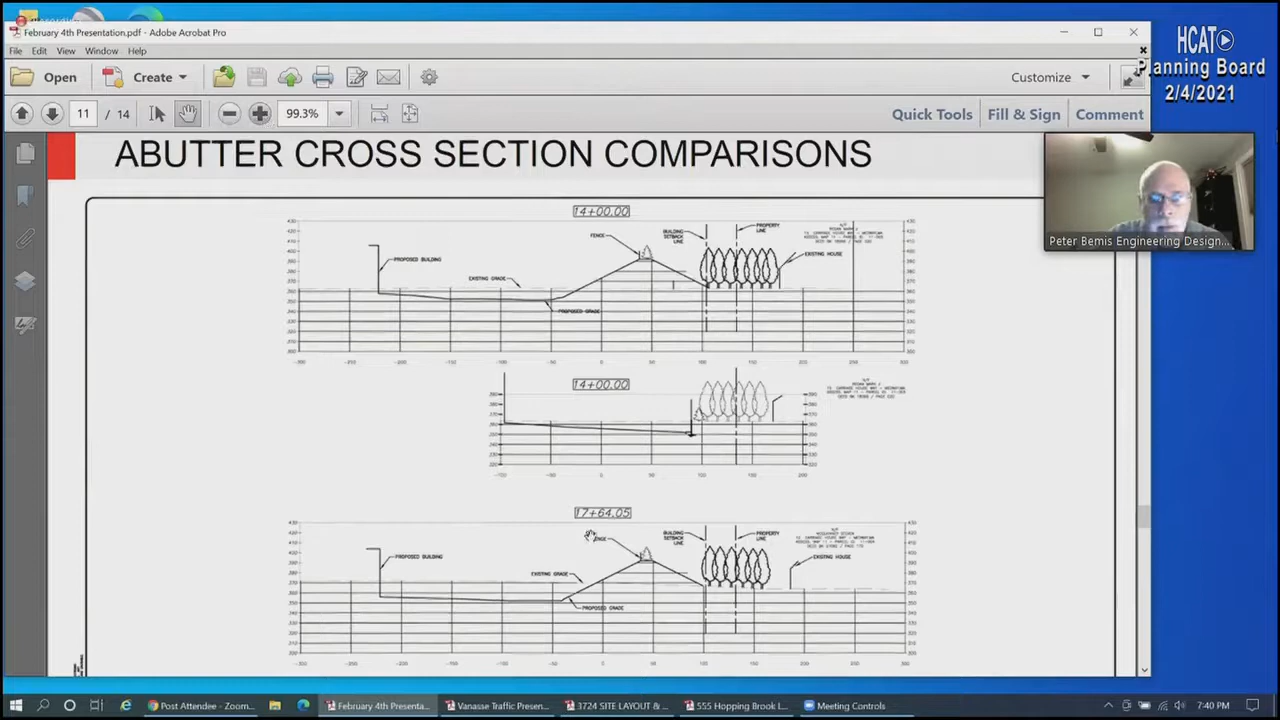 Recording
February 4th Presentation.pdf - Adobe Acrobat Pro
HCAT
Planning Board
2/4/2021
File Edit View Window Help
Open Create Customize
11 / 14 99.3% Quick Tools Fill & Sign Comment
ABUTTER CROSS SECTION COMPARISONS
Peter Bemis Engineering Design...
14+00.00
FENCE
BUILDING
SETBACK
LINE
PROPERTY
LINE
EXISTING HOUSE
PROPOSED BUILDING
EXISTING GRADE
PROPOSED GRADE
14+00.00
17+64.05
BUILDING
SETBACK
LINE
PROPERTY
LINE
EXISTING HOUSE
PROPOSED BUILDING
EXISTING GRADE
PROPOSED GRADE
Post Attendee - Zoom... February 4th Presenta... Vanasse Traffic Presen... 3724 SITE LAYOUT & ... 555 Hopping Brook L... Meeting Controls 7:40 PM